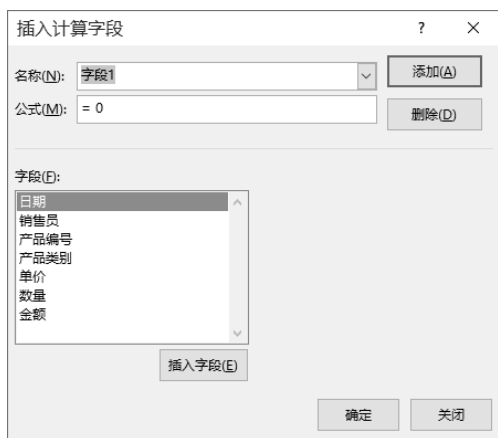 插入计算字段 ? ×
名称(N): 字段1 添加(A)
公式(M): = 0 删除(D)
字段(F):
日期
销售员
产品编号
产品类别
单价
数量
金额
插入字段(E)
确定 关闭